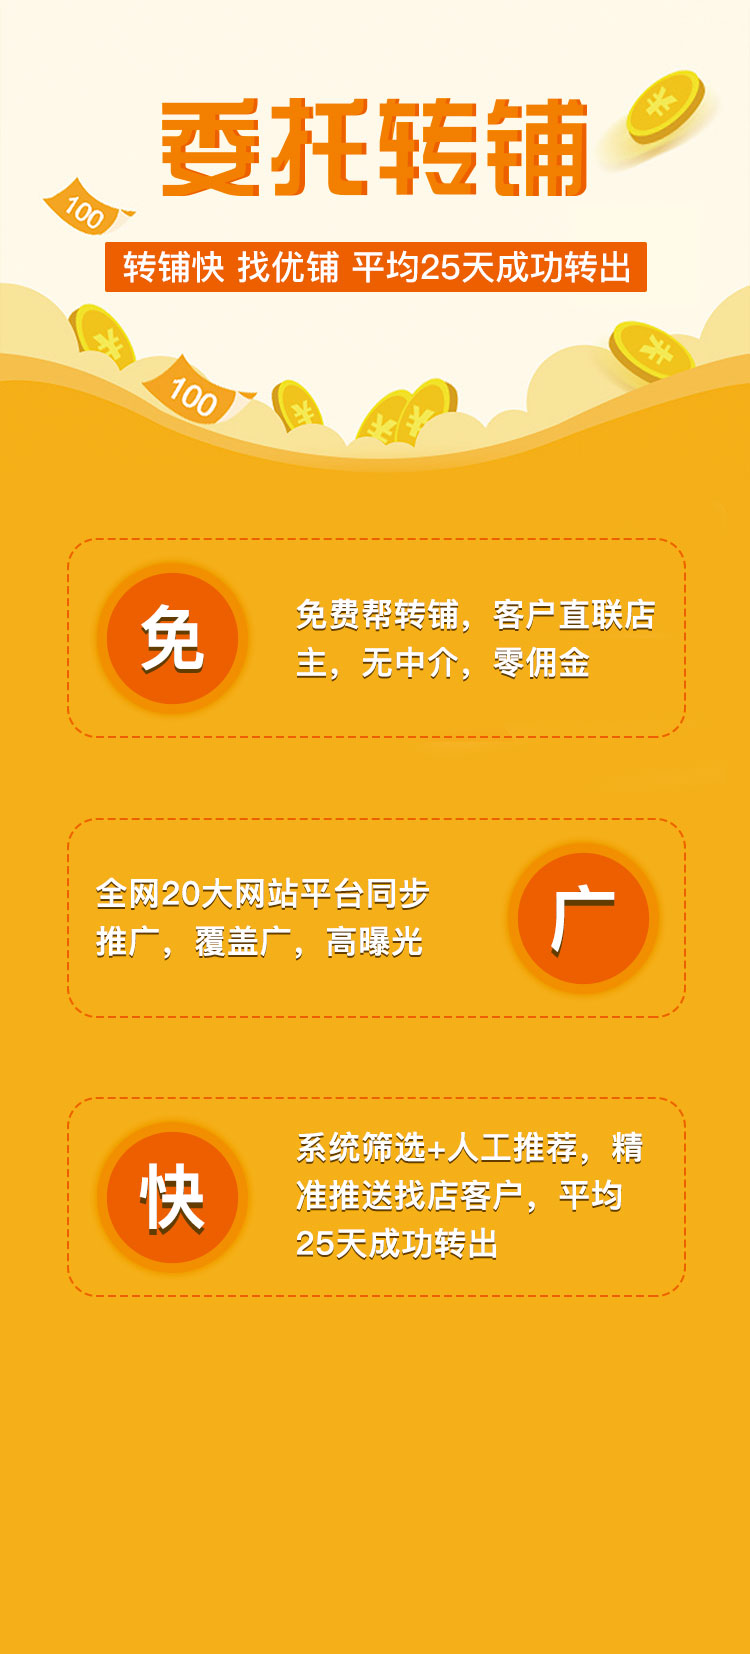 委托转铺
100
转铺快 找优铺 平均25天成功转出
100
免
免费帮转铺，客户直联店
主，无中介，零佣金
全网20大网站平台同步
推广，覆盖广，高曝光
广
快
系统筛选+人工推荐，精
准推送找店客户，平均
25天成功转出